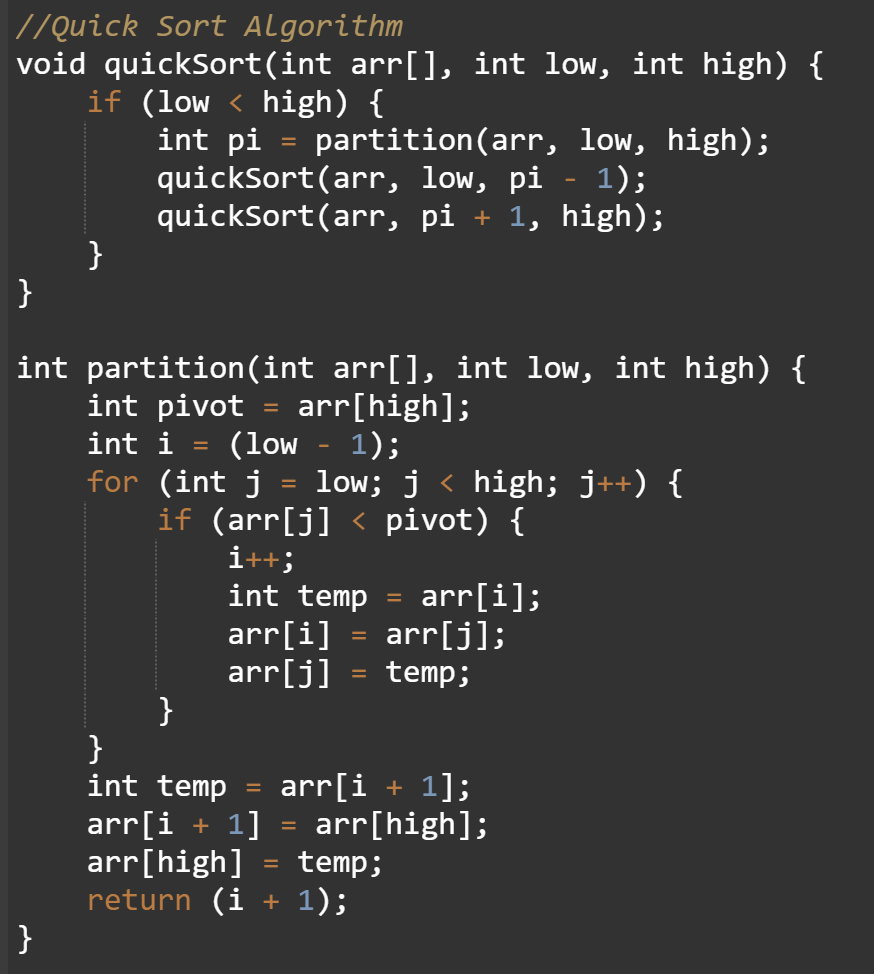 //Quick Sort Algorithm
void quickSort(int arr[], int low, int high) {
    if (low < high) {
        int pi = partition(arr, low, high);
        quickSort(arr, low, pi - 1);
        quickSort(arr, pi + 1, high);
    }
}

int partition(int arr[], int low, int high) {
    int pivot = arr[high];
    int i = (low - 1);
    for (int j = low; j < high; j++) {
        if (arr[j] < pivot) {
            i++;
            int temp = arr[i];
            arr[i] = arr[j];
            arr[j] = temp;
        }
    }
    int temp = arr[i + 1];
    arr[i + 1] = arr[high];
    arr[high] = temp;
    return (i + 1);
}